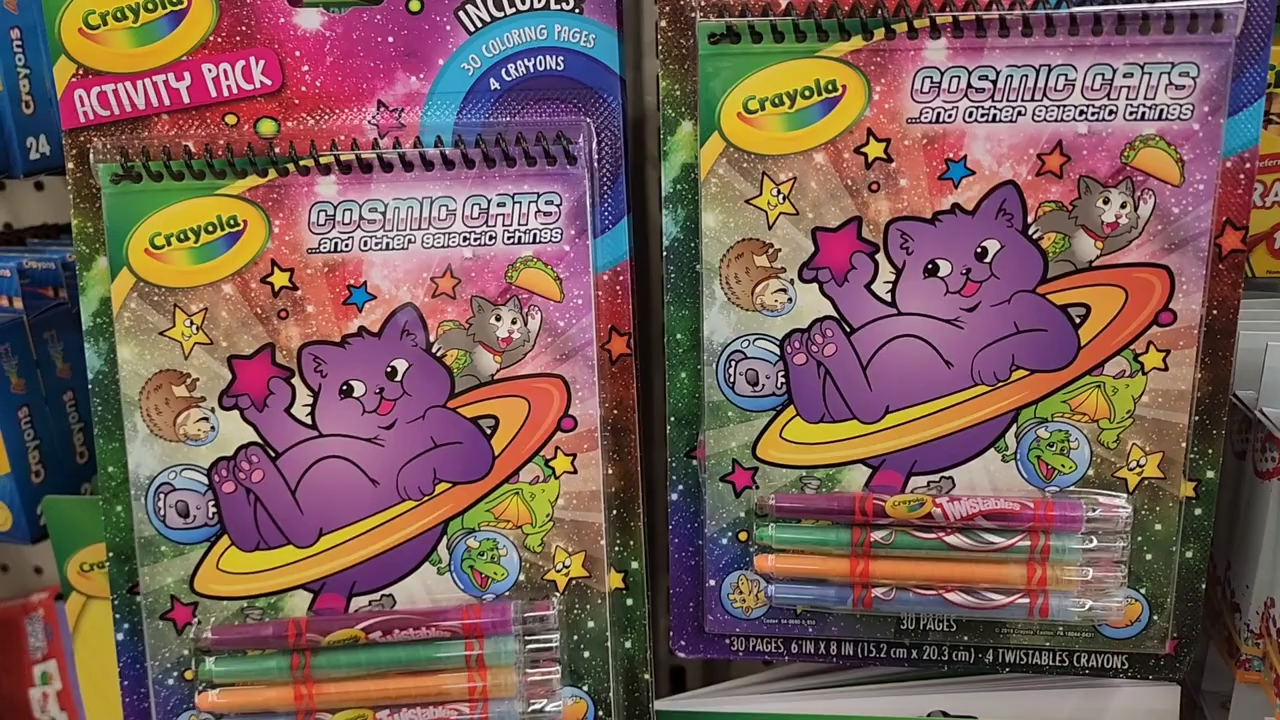 Crayola
ACTIVITY PACK
INCLUDES:
30 COLORING PAGES
4 CRAYONS
Crayola
COSMIC CATS
...and other galactic things
Crayola
Twistables
Twistables
Crayola
COSMIC CATS
...and other galactic things
Crayola
Twistables
30 PAGES
30 PAGES, 6"IN X 8 IN (15.2 cm x 20.3 cm) · 4 TWISTABLES CRAYONS
Crayons
24
Crayons
Crayons